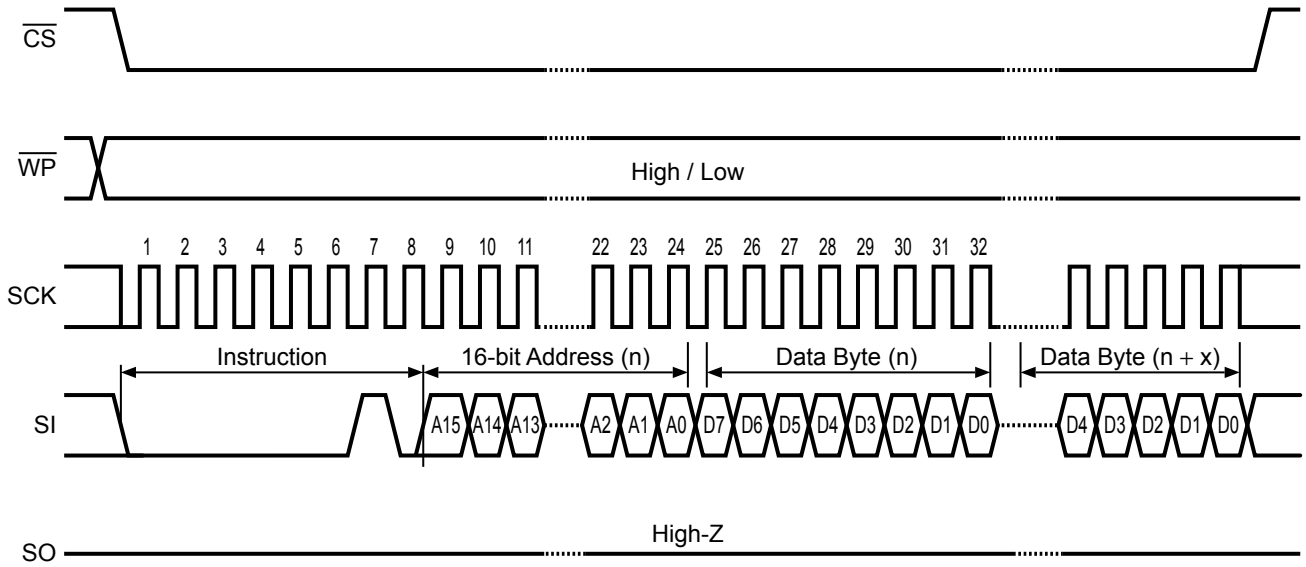 CS
WP
High / Low
1 2 3 4 5 6 7 8 9 10 11 22 23 24 25 26 27 28 29 30 31 32
SCK
Instruction 16-bit Address (n) Data Byte (n) Data Byte (n + x)
SI A15 A14 A13 A2 A1 A0 D7 D6 D5 D4 D3 D2 D1 D0 D4 D3 D2 D1 D0
High-Z
SO